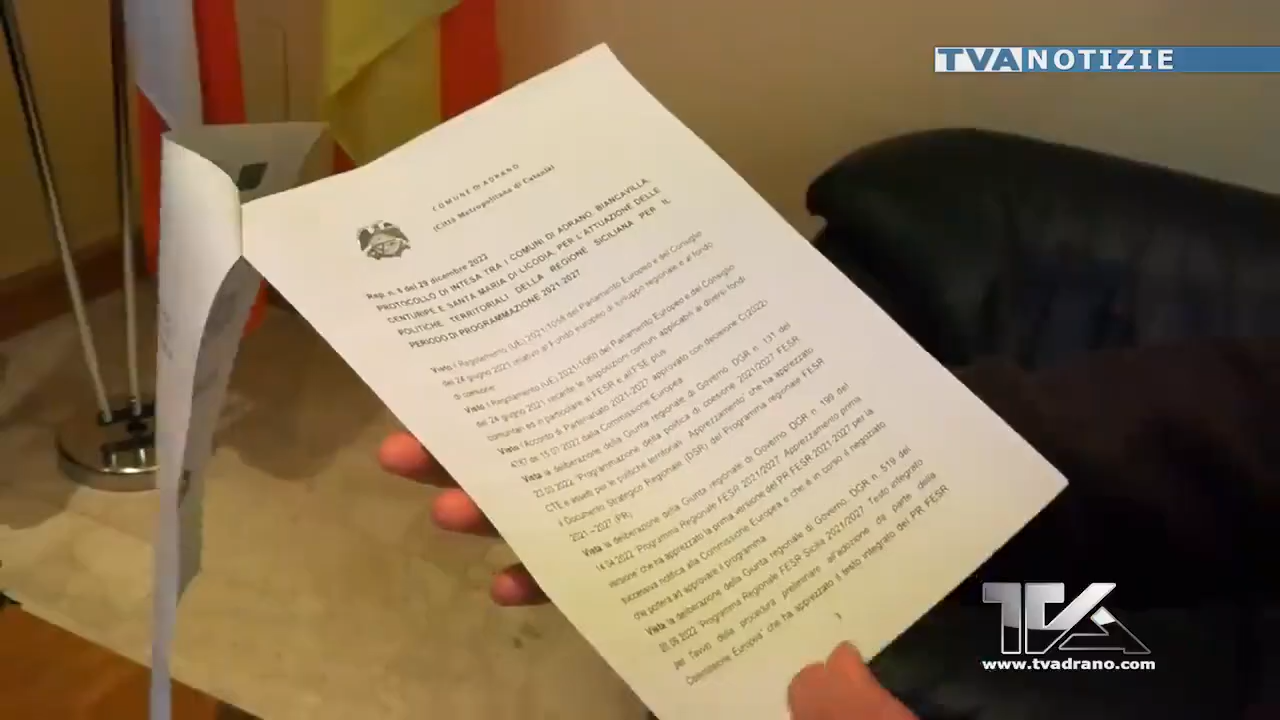 TVA NOTIZIE
COMUNE DI ADRANO
(Città Metropolitana di Catania)
Rep. n. 9 del 29 dicembre 2022
PROTOCOLLO DI INTESA TRA I COMUNI DI ADRANO, BIANCAVILLA,
CENTURIPE E SANTA MARIA DI LICODIA, PER L'ATTUAZIONE DELLE
POLITICHE TERRITORIALI DELLA REGIONE SICILIANA PER IL
PERIODO DI PROGRAMMAZIONE 2021-2027
Visto il Regolamento (UE) 2021/1058 del Parlamento Europeo e del Consiglio
del 24 giugno 2021 relativo al Fondo europeo di sviluppo regionale e al fondo
di coesione;
Visto il Regolamento (UE) 2021/1060 del Parlamento Europeo e del Consiglio
del 24 giugno 2021 recante le disposizioni comuni applicabili ai diversi fondi
comunitari ed in particolare al FESR e all'FSE plus
Visto l'Accordo di Partenariato 2021-2027 approvato con decisione C(2022)
4787 del 15.07.2022 dalla Commissione Europea
Vista la deliberazione della Giunta regionale di Governo. DGR n. 131 del
23.03.2022 "Programmazione della politica di coesione 2021/2027 FESR,
CTE e assetti per le politiche territoriali. Apprezzamento" che ha apprezzato
il Documento Strategico Regionale (DSR) del Programma regionale FESR
2021–2027 (PR)
Vista la deliberazione della Giunta regionale di Governo. DGR n. 199 del
14.04.2022 "Programma Regionale FESR 2021/2027. Apprezzamento prima
versione" che ha apprezzato la prima versione del PR FESR 2021-2027 per la
successiva notifica alla Commissione Europea e che è in corso il negoziato
che porterà ad approvare il programma
Vista la deliberazione della Giunta regionale di Governo. DGR n. 519 del
01.09.2022 "Programma Regionale FESR Sicilia 2021/2027. Testo integrato
per l'avvio della procedura preliminare all'adozione da parte della
Commissione Europea" che ha apprezzato il testo integrato del PR FESR
TVA
www.tvadrano.com